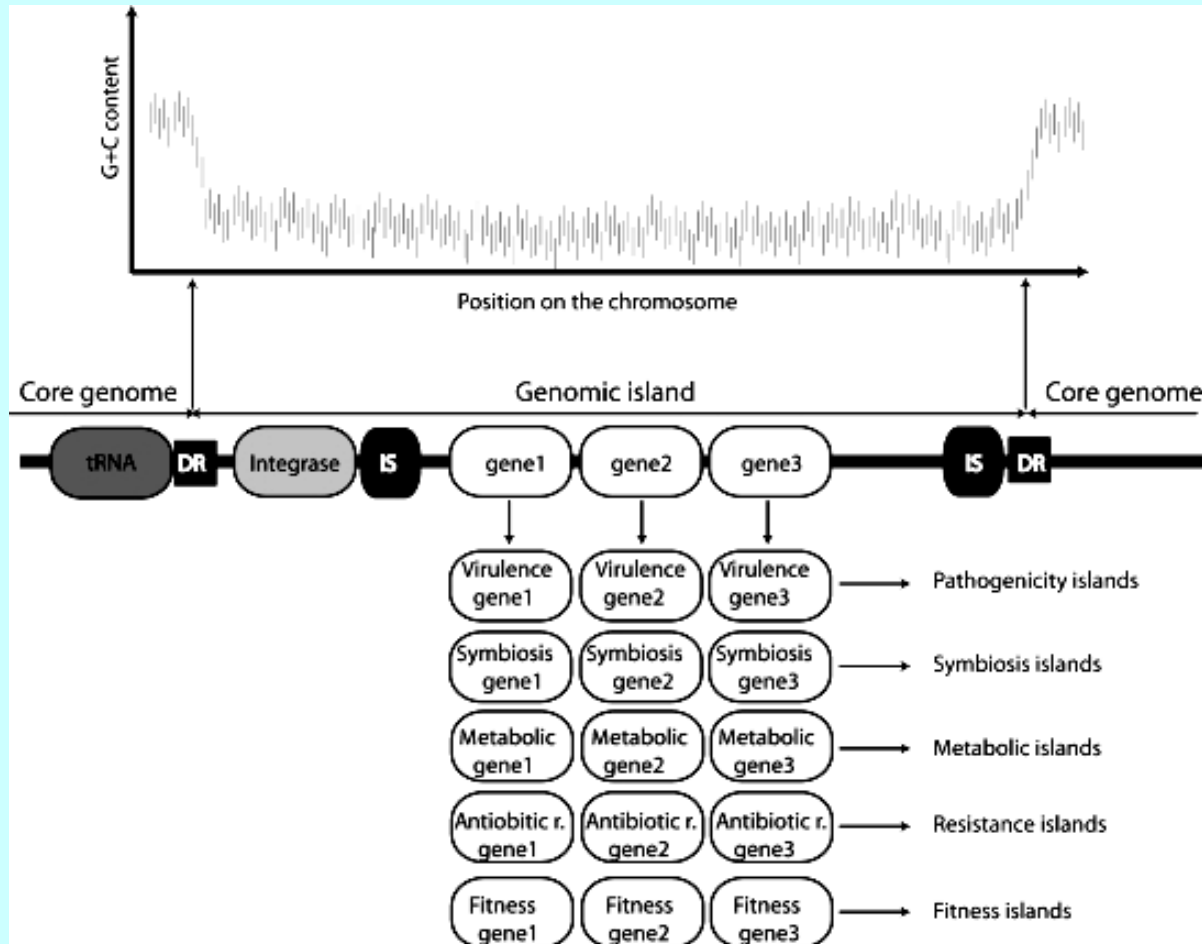 G+C content
Position on the chromosome
Core genome Genomic island Core genome
tRNA DR Integrase IS gene1 gene2 gene3 IS DR
Virulence Virulence Virulence
gene1 gene2 gene3
Pathogenicity islands
Symbiosis Symbiosis Symbiosis
gene1 gene2 gene3
Symbiosis islands
Metabolic Metabolic Metabolic
gene1 gene2 gene3
Metabolic islands
Antiobitic r. Antibiotic r. Antibiotic r.
gene1 gene2 gene3
Resistance islands
Fitness Fitness Fitness
gene1 gene2 gene3
Fitness islands